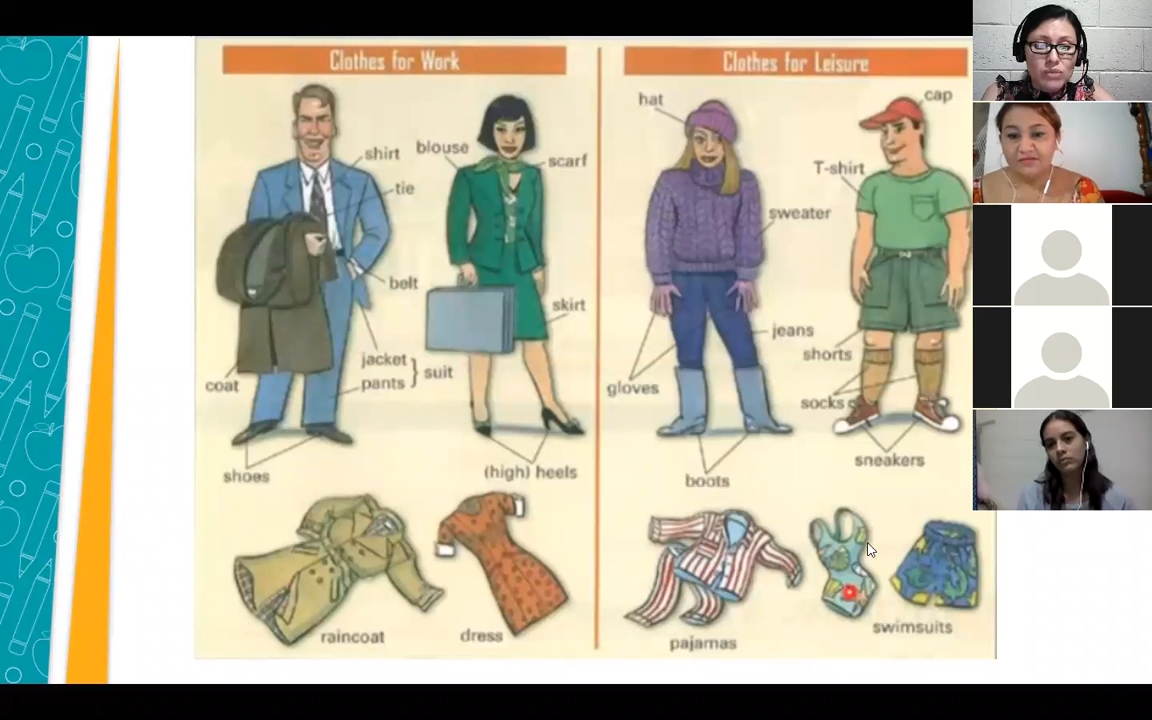 Clothes for Work
shirt
blouse
scarf
tie
belt
skirt
jacket
pants } suit
coat
shoes
(high) heels
raincoat
dress
Clothes for Leisure
hat
cap
T-shirt
sweater
jeans
shorts
gloves
socks
sneakers
boots
pajamas
swimsuits